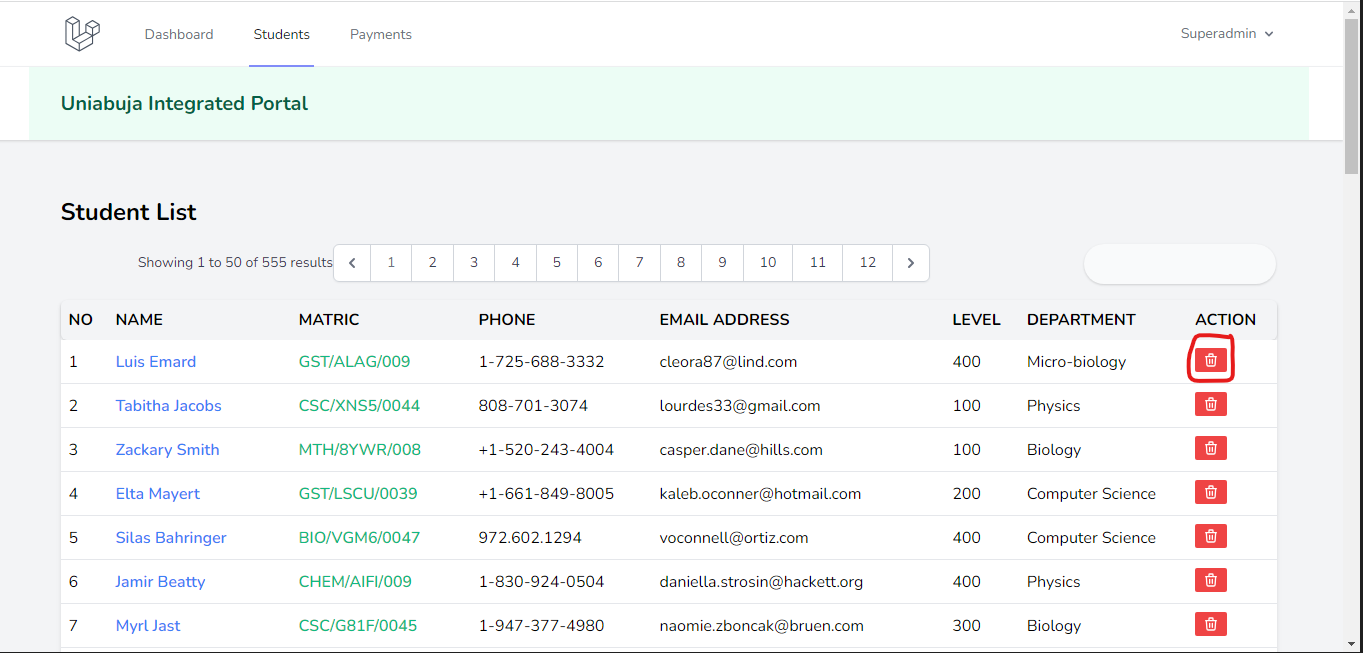 Dashboard Students Payments Superadmin
Uniabuja Integrated Portal
Student List
Showing 1 to 50 of 555 results 1 2 3 4 5 6 7 8 9 10 11 12
NO NAME MATRIC PHONE EMAIL ADDRESS LEVEL DEPARTMENT ACTION
1 Luis Emard GST/ALAG/009 1-725-688-3332 cleora87@lind.com 400 Micro-biology
2 Tabitha Jacobs CSC/XNS5/0044 808-701-3074 lourdes33@gmail.com 100 Physics
3 Zackary Smith MTH/8YWR/008 +1-520-243-4004 casper.dane@hills.com 100 Biology
4 Elta Mayert GST/LSCU/0039 +1-661-849-8005 kaleb.oconner@hotmail.com 200 Computer Science
5 Silas Bahringer BIO/VGM6/0047 972.602.1294 voconnell@ortiz.com 400 Computer Science
6 Jamir Beatty CHEM/AIFI/009 1-830-924-0504 daniella.strosin@hackett.org 400 Physics
7 Myrl Jast CSC/G81F/0045 1-947-377-4980 naomie.zboncak@bruen.com 300 Biology